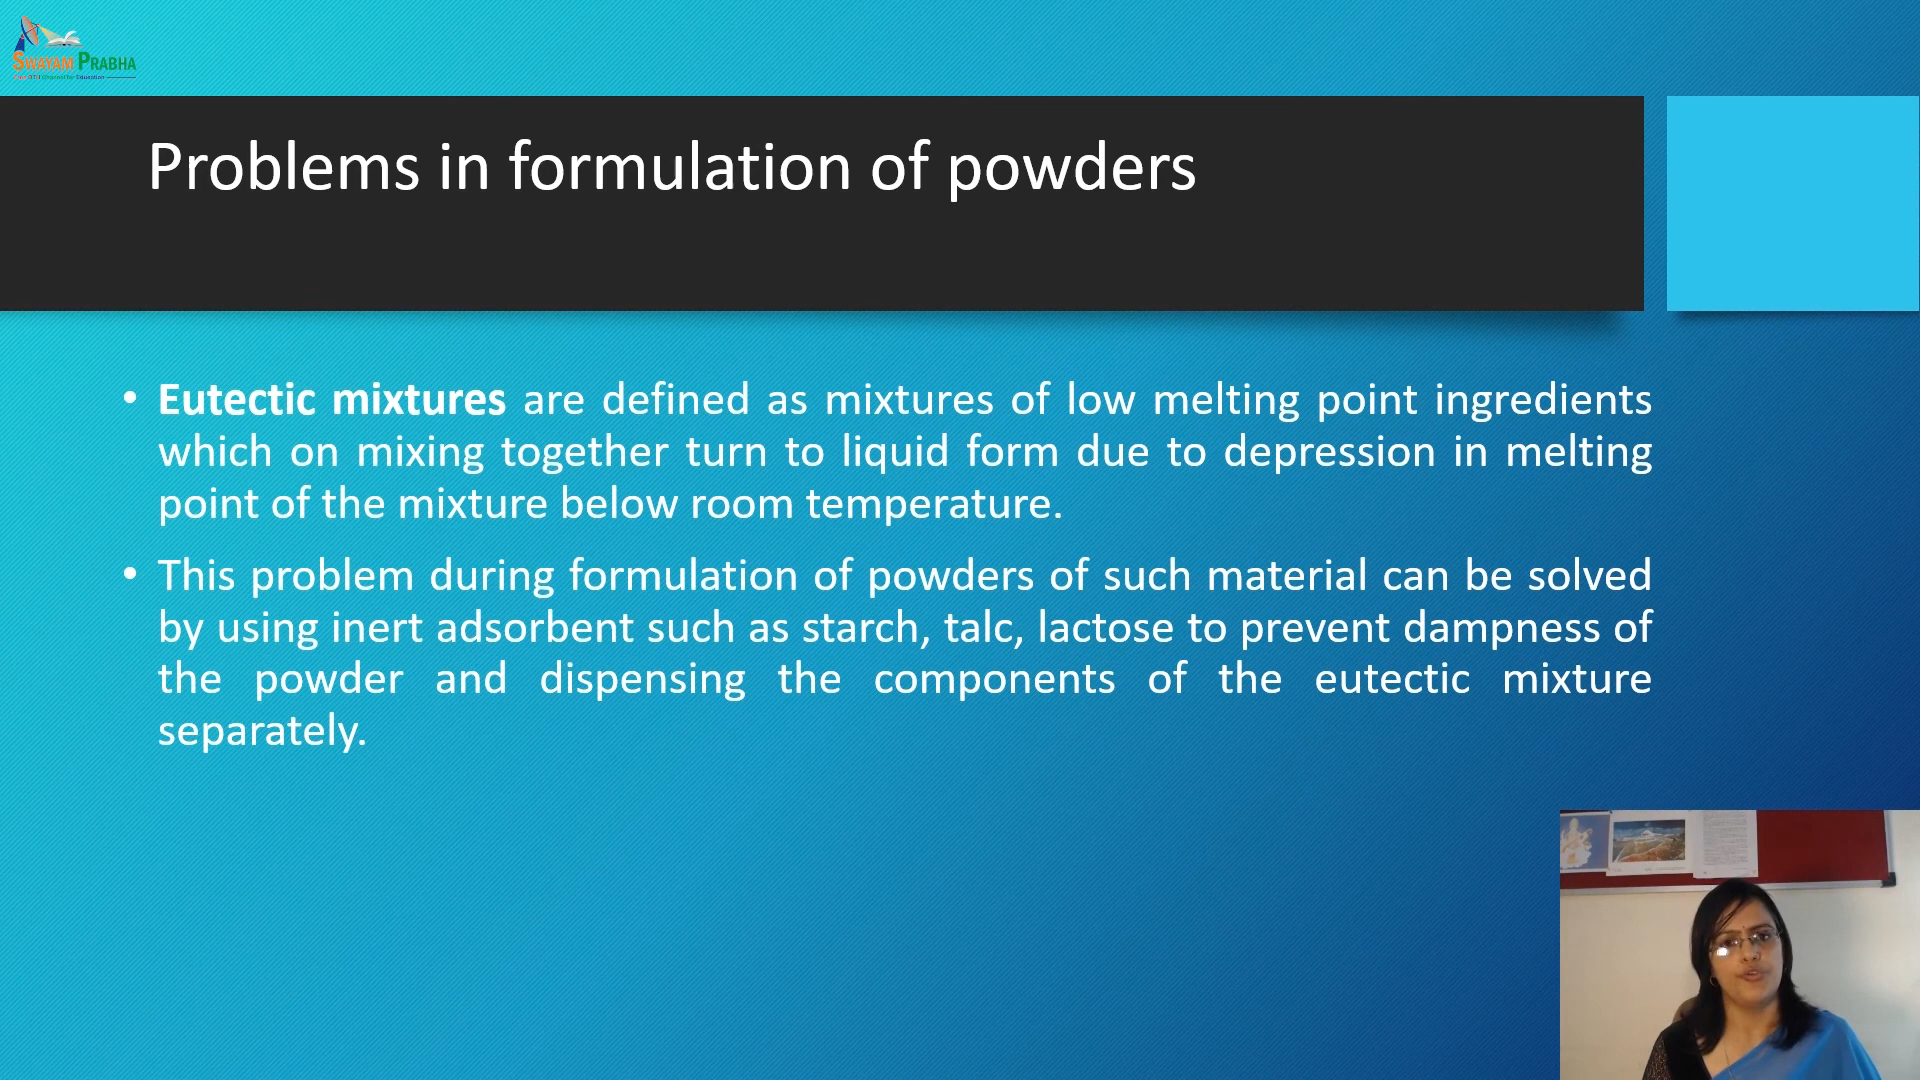 SWAYAM PRABHA
Problems in formulation of powders
• Eutectic mixtures are defined as mixtures of low melting point ingredients
which on mixing together turn to liquid form due to depression in melting
point of the mixture below room temperature.
• This problem during formulation of powders of such material can be solved
by using inert adsorbent such as starch, talc, lactose to prevent dampness of
the powder and dispensing the components of the eutectic mixture
separately.